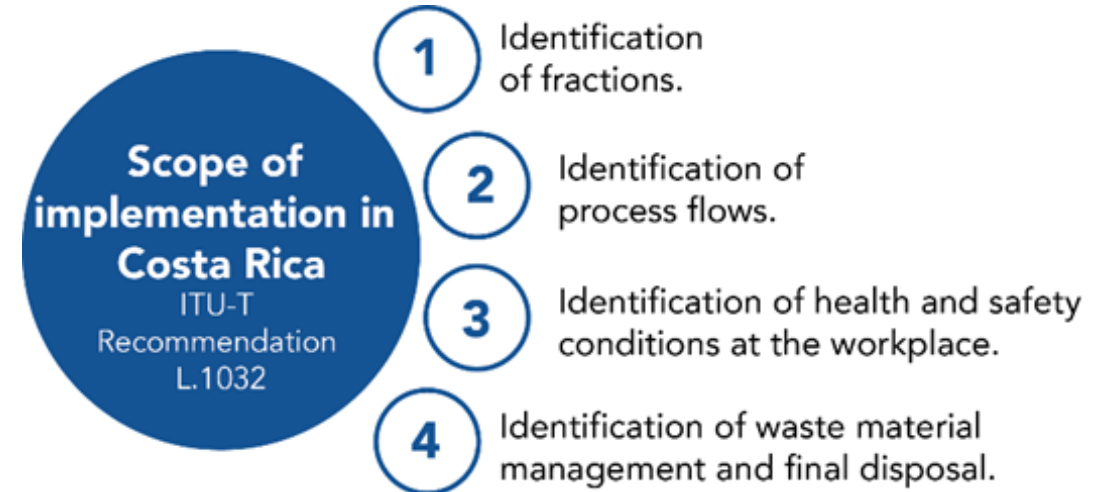 Scope of
implementation in
Costa Rica
ITU-T
Recommendation
L.1032
1
Identification
of fractions.
2
Identification of
process flows.
3
Identification of health and safety
conditions at the workplace.
4
Identification of waste material
management and final disposal.